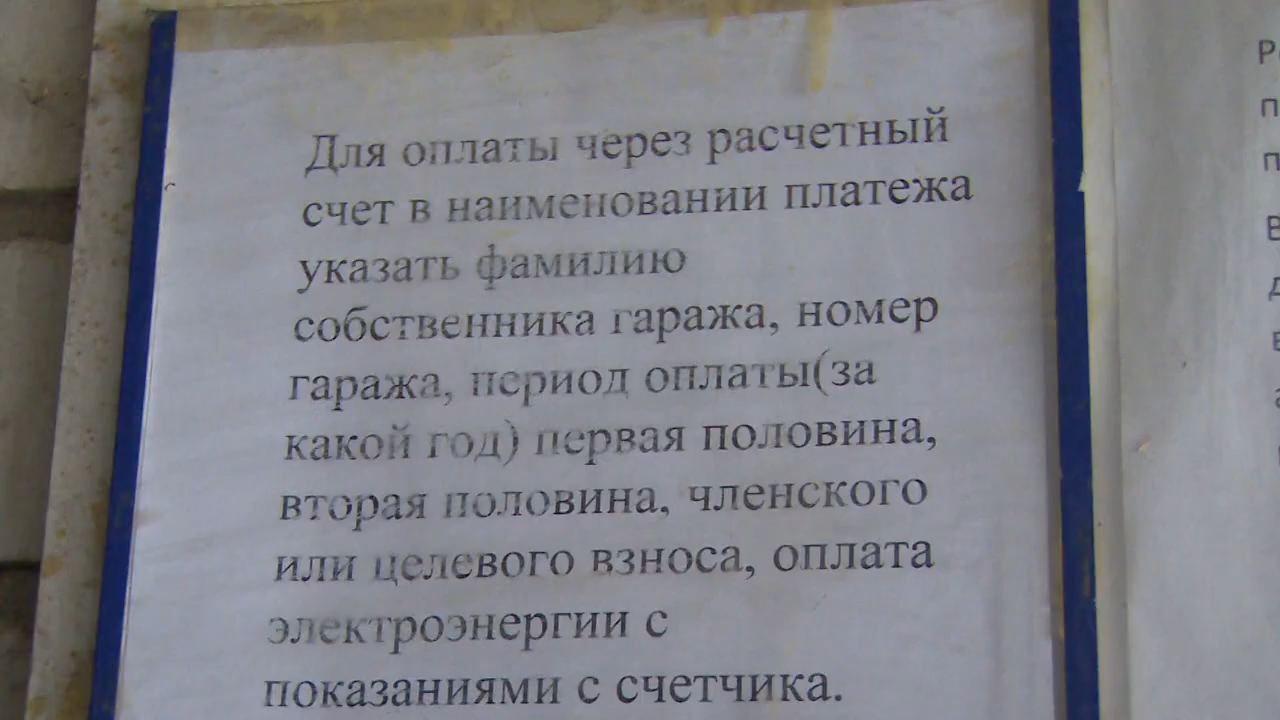 Для оплаты через расчетный
счет в наименовании платежа
указать фамилию
собственника гаража, номер
гаража, период оплаты(за
какой год) первая половина,
вторая половина, членского
или целевого взноса, оплата
электроэнергии с
показаниями с счетчика.